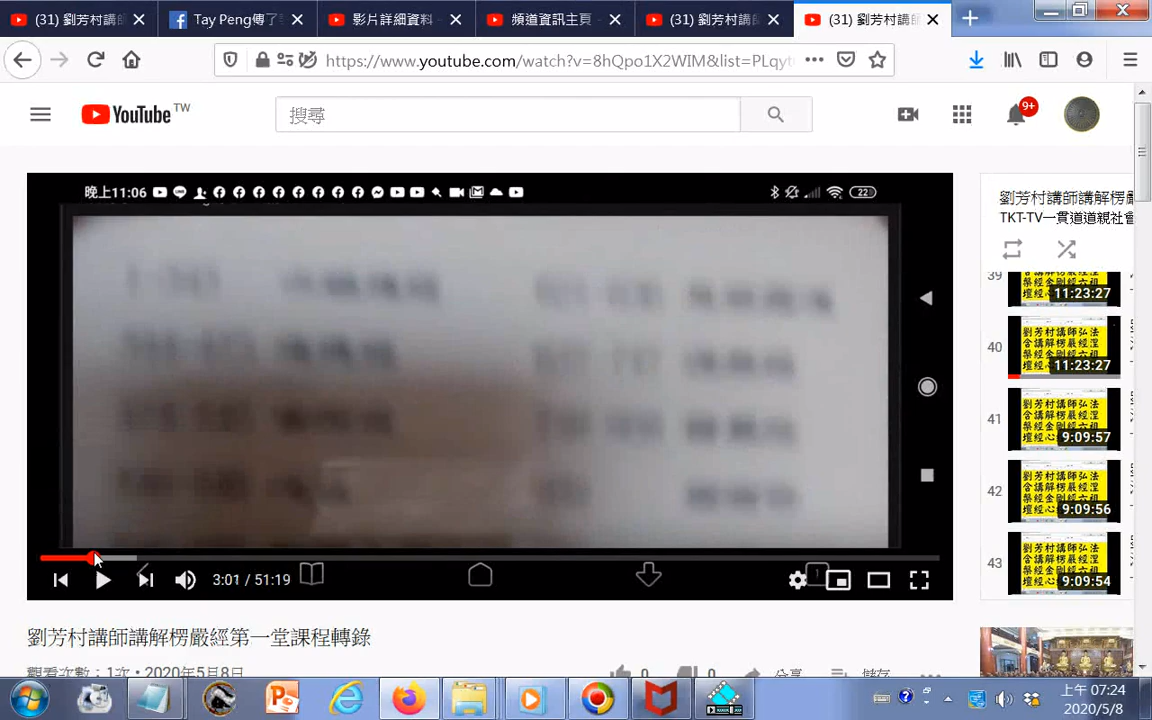 (31) 劉芳村講師
Tay Peng傳了
影片詳細資料
頻道資訊主頁
(31) 劉芳村講師
(31) 劉芳村講師
https://www.youtube.com/watch?v=8hQpo1X2WIM&list=PLqyt
YouTube TW
搜尋
9+
晚上11:06
22
劉芳村講師講解楞嚴
TKT-TV一貫道道親社會
39
11:23:27
40
劉芳村講師弘法
含講解楞嚴經涅
槃經金剛經六祖
壇經心
11:23:27
41
劉芳村講師弘法
含講解楞嚴經涅
槃經金剛經六祖
壇經心
9:09:57
42
劉芳村講師弘法
含講解楞嚴經涅
槃經金剛經六祖
壇經心
9:09:56
43
劉芳村講師弘法
含講解楞嚴經涅
槃經金剛經六祖
壇經心
9:09:54
3:01 / 51:19
1
劉芳村講師講解楞嚴經第一堂課程轉錄
觀看次數：1次 • 2020年5月8日
0
0
分享
儲存
上午 07:24
2020/5/8